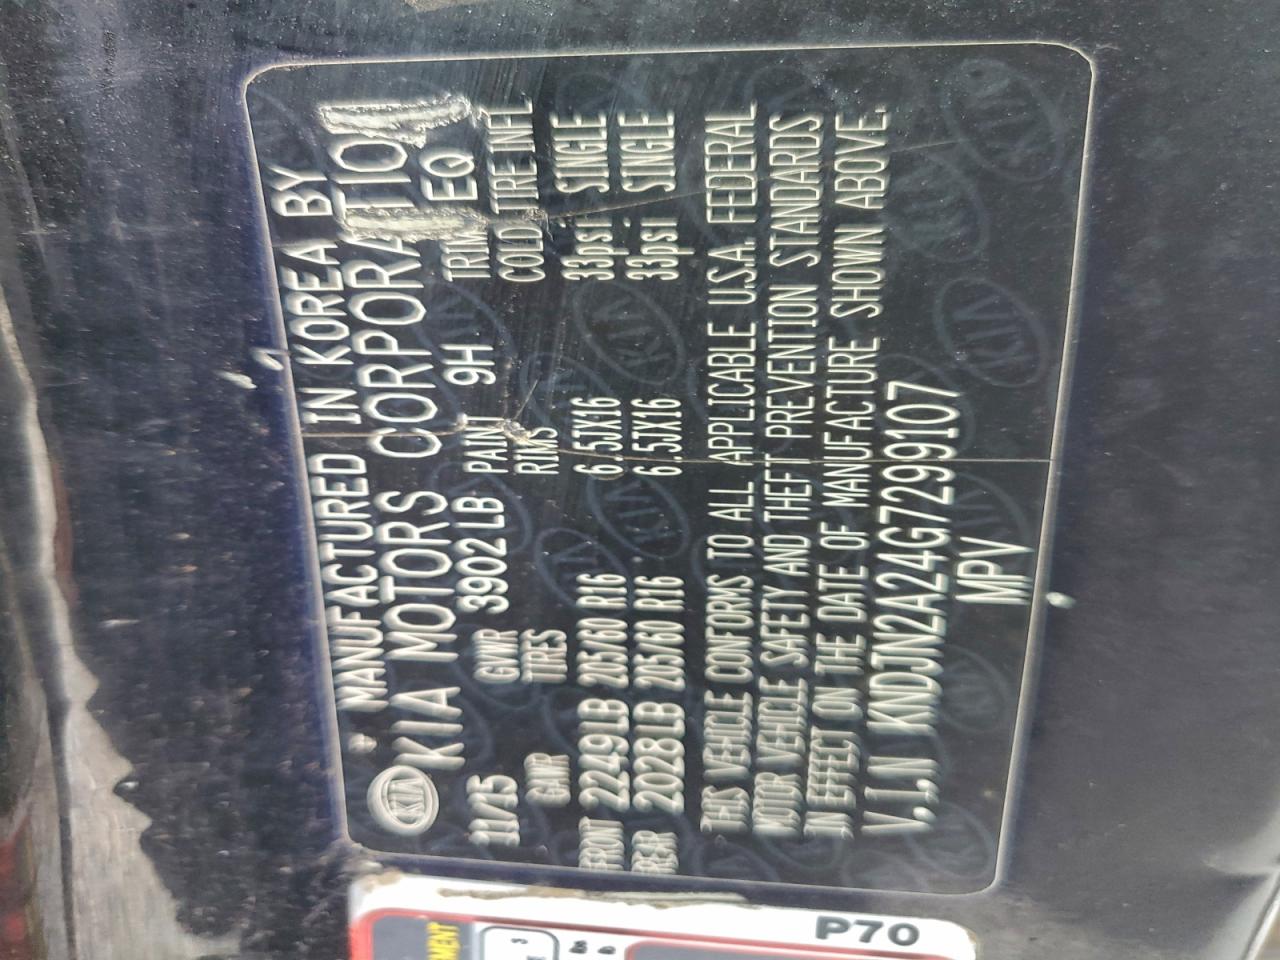 MANUFACTURED IN KOREA BY
KIA KIA MOTORS CORPORATIO
11/15 GVWR 3902LB PAINT 9H TRIM EQ
GWR TIRES RIMS COLD TIRE INFL
FRONT 2249LB 205/60 R16 6.5JX16 33psi SINGLE
REAR 2028LB 205/60 R16 6.5JX16 33psi SINGLE
THIS VEHICLE CONFORMS TO ALL APPLICABLE U.S.A. FEDERAL
MOTOR VEHICLE SAFETY AND THEFT PREVENTION STANDARDS
IN EFFECT ON THE DATE OF MANUFACTURE SHOWN ABOVE.
V.I.N KNDJN2A24G7299107
MPV
P70